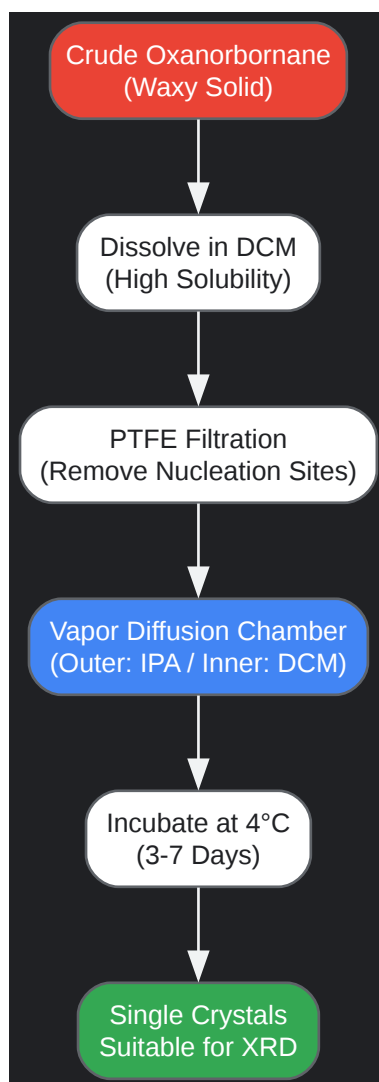 Crude Oxanorbornane
(Waxy Solid)
Dissolve in DCM
(High Solubility)
PTFE Filtration
(Remove Nucleation Sites)
Vapor Diffusion Chamber
(Outer: IPA / Inner: DCM)
Incubate at 4°C
(3-7 Days)
Single Crystals
Suitable for XRD